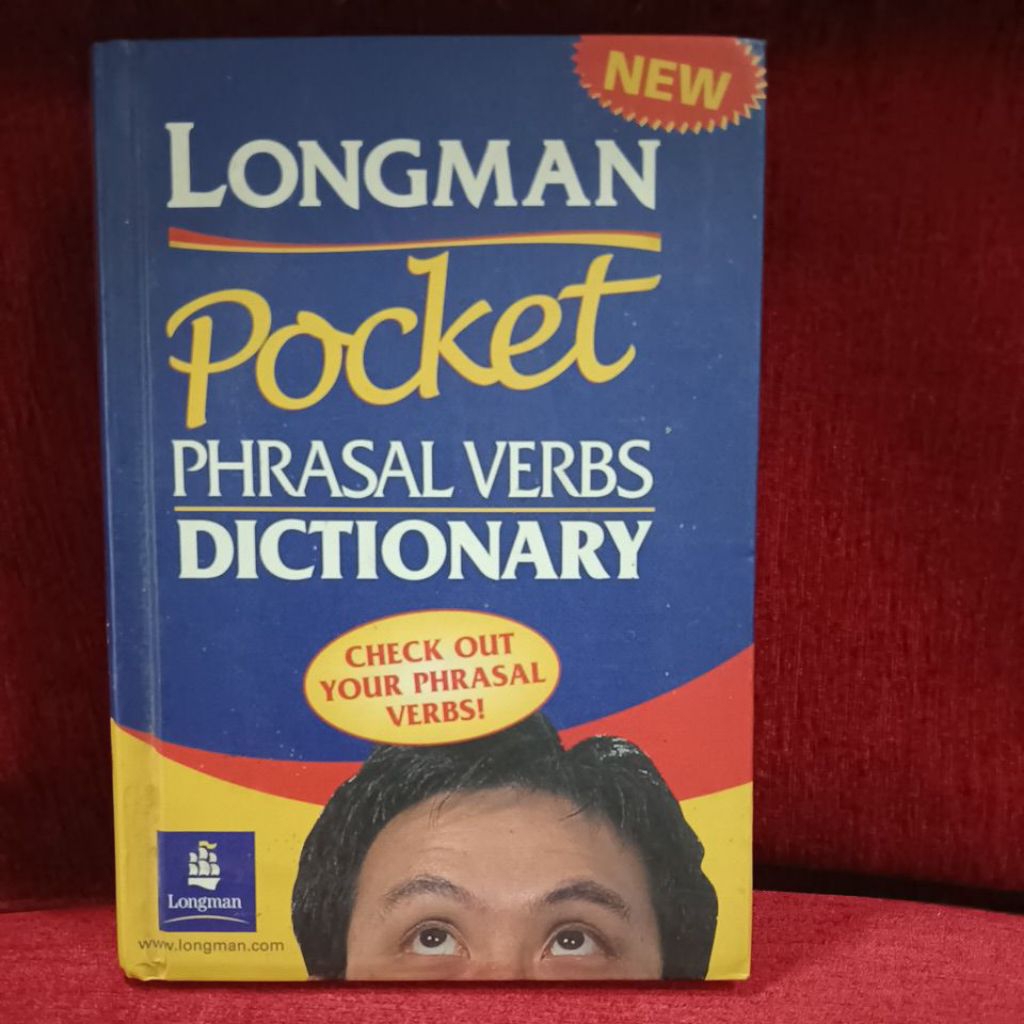 NEW
LONGMAN
Pocket
PHRASAL VERBS
DICTIONARY
CHECK OUT
YOUR PHRASAL
VERBS!
Longman
www.longman.com